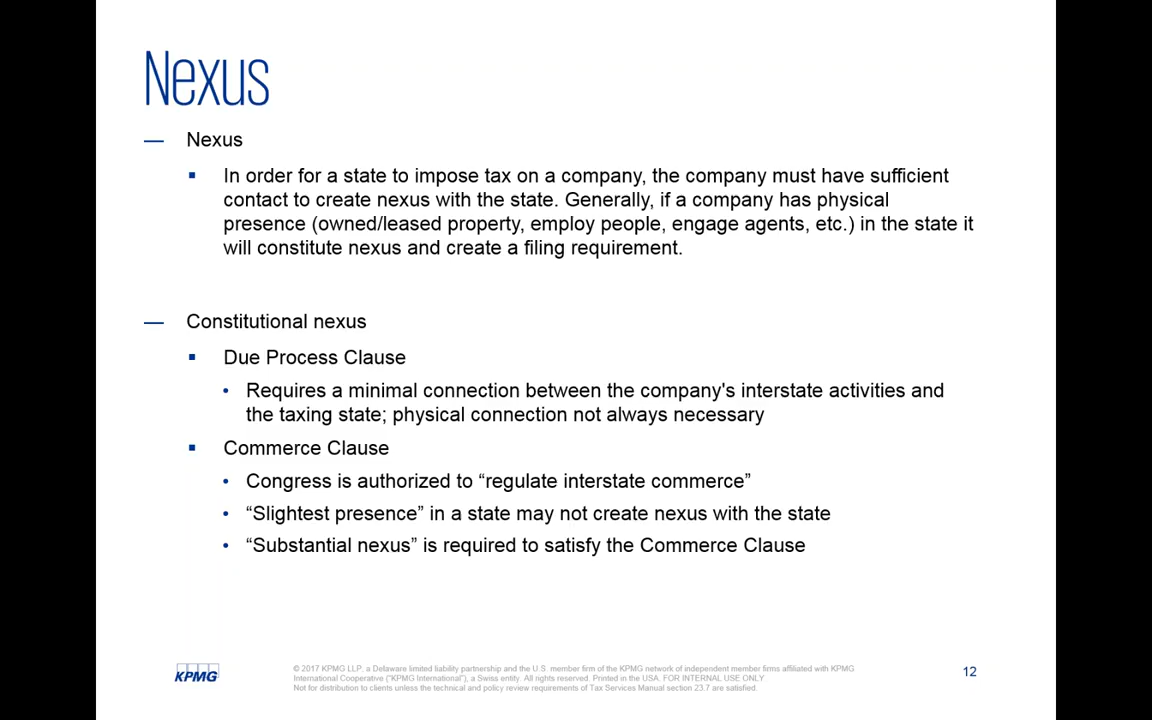 Nexus
— Nexus
▪ In order for a state to impose tax on a company, the company must have sufficient
contact to create nexus with the state. Generally, if a company has physical
presence (owned/leased property, employ people, engage agents, etc.) in the state it
will constitute nexus and create a filing requirement.
— Constitutional nexus
▪ Due Process Clause
• Requires a minimal connection between the company's interstate activities and
the taxing state; physical connection not always necessary
▪ Commerce Clause
• Congress is authorized to “regulate interstate commerce”
• “Slightest presence” in a state may not create nexus with the state
• “Substantial nexus” is required to satisfy the Commerce Clause
KPMG
© 2017 KPMG LLP, a Delaware limited liability partnership and the U.S. member firm of the KPMG network of independent member firms affiliated with KPMG
International Cooperative (“KPMG International”), a Swiss entity. All rights reserved. Printed in the USA. FOR INTERNAL USE ONLY
Not for distribution to clients unless the technical and policy review requirements of Tax Services Manual section 23.7 are satisfied.
12